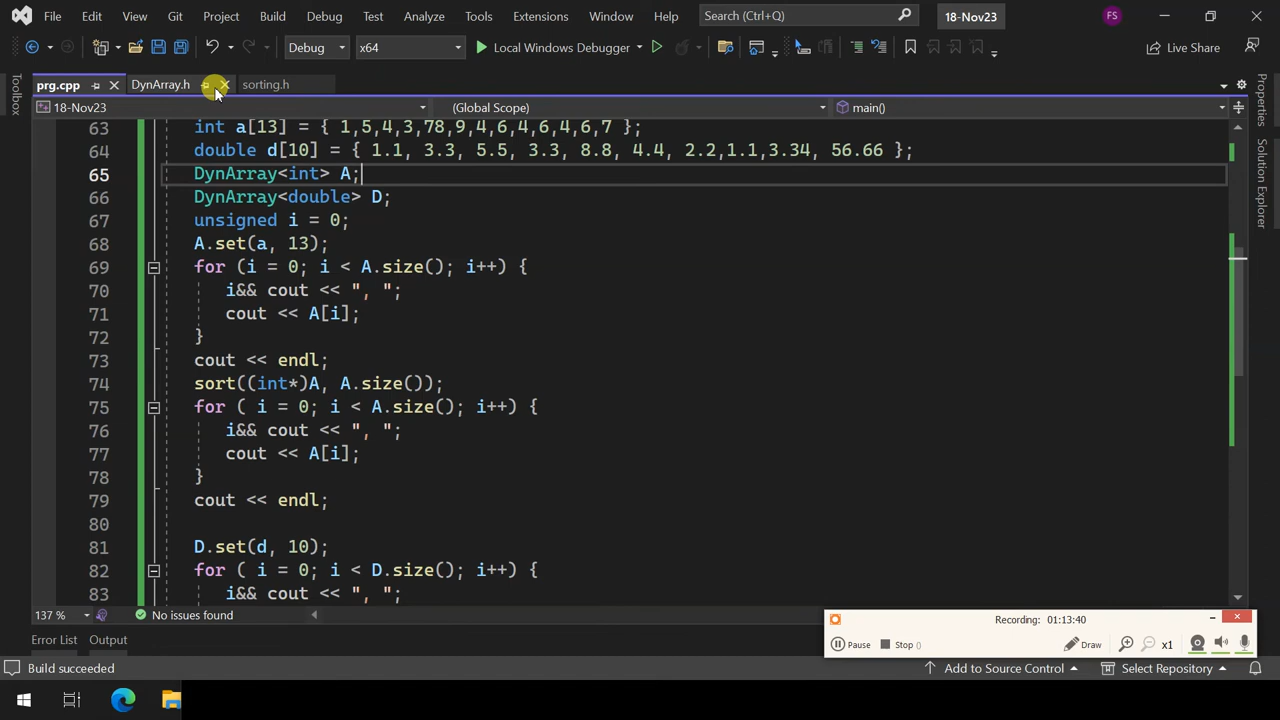 File Edit View Git Project Build Debug Test Analyze Tools Extensions Window Help Search (Ctrl+Q) 18-Nov23 FS
Debug x64 Local Windows Debugger Live Share
prg.cpp DynArray.h sorting.h
18-Nov23 (Global Scope) main()
63 int a[13] = { 1,5,4,3,78,9,4,6,4,6,4,6,7 };
64 double d[10] = { 1.1, 3.3, 5.5, 3.3, 8.8, 4.4, 2.2,1.1,3.34, 56.66 };
65 DynArray<int> A;
66 DynArray<double> D;
67 unsigned i = 0;
68 A.set(a, 13);
69 for (i = 0; i < A.size(); i++) {
70 i&& cout << ", ";
71 cout << A[i];
72 }
73 cout << endl;
74 sort((int*)A, A.size());
75 for ( i = 0; i < A.size(); i++) {
76 i&& cout << ", ";
77 cout << A[i];
78 }
79 cout << endl;
80
81 D.set(d, 10);
82 for ( i = 0; i < D.size(); i++) {
83 i&& cout << ", ";
137 % No issues found
Toolbox
Properties
Solution Explorer
Recording: 01:13:40
Pause Stop () Draw x1
Error List Output
Build succeeded Add to Source Control Select Repository